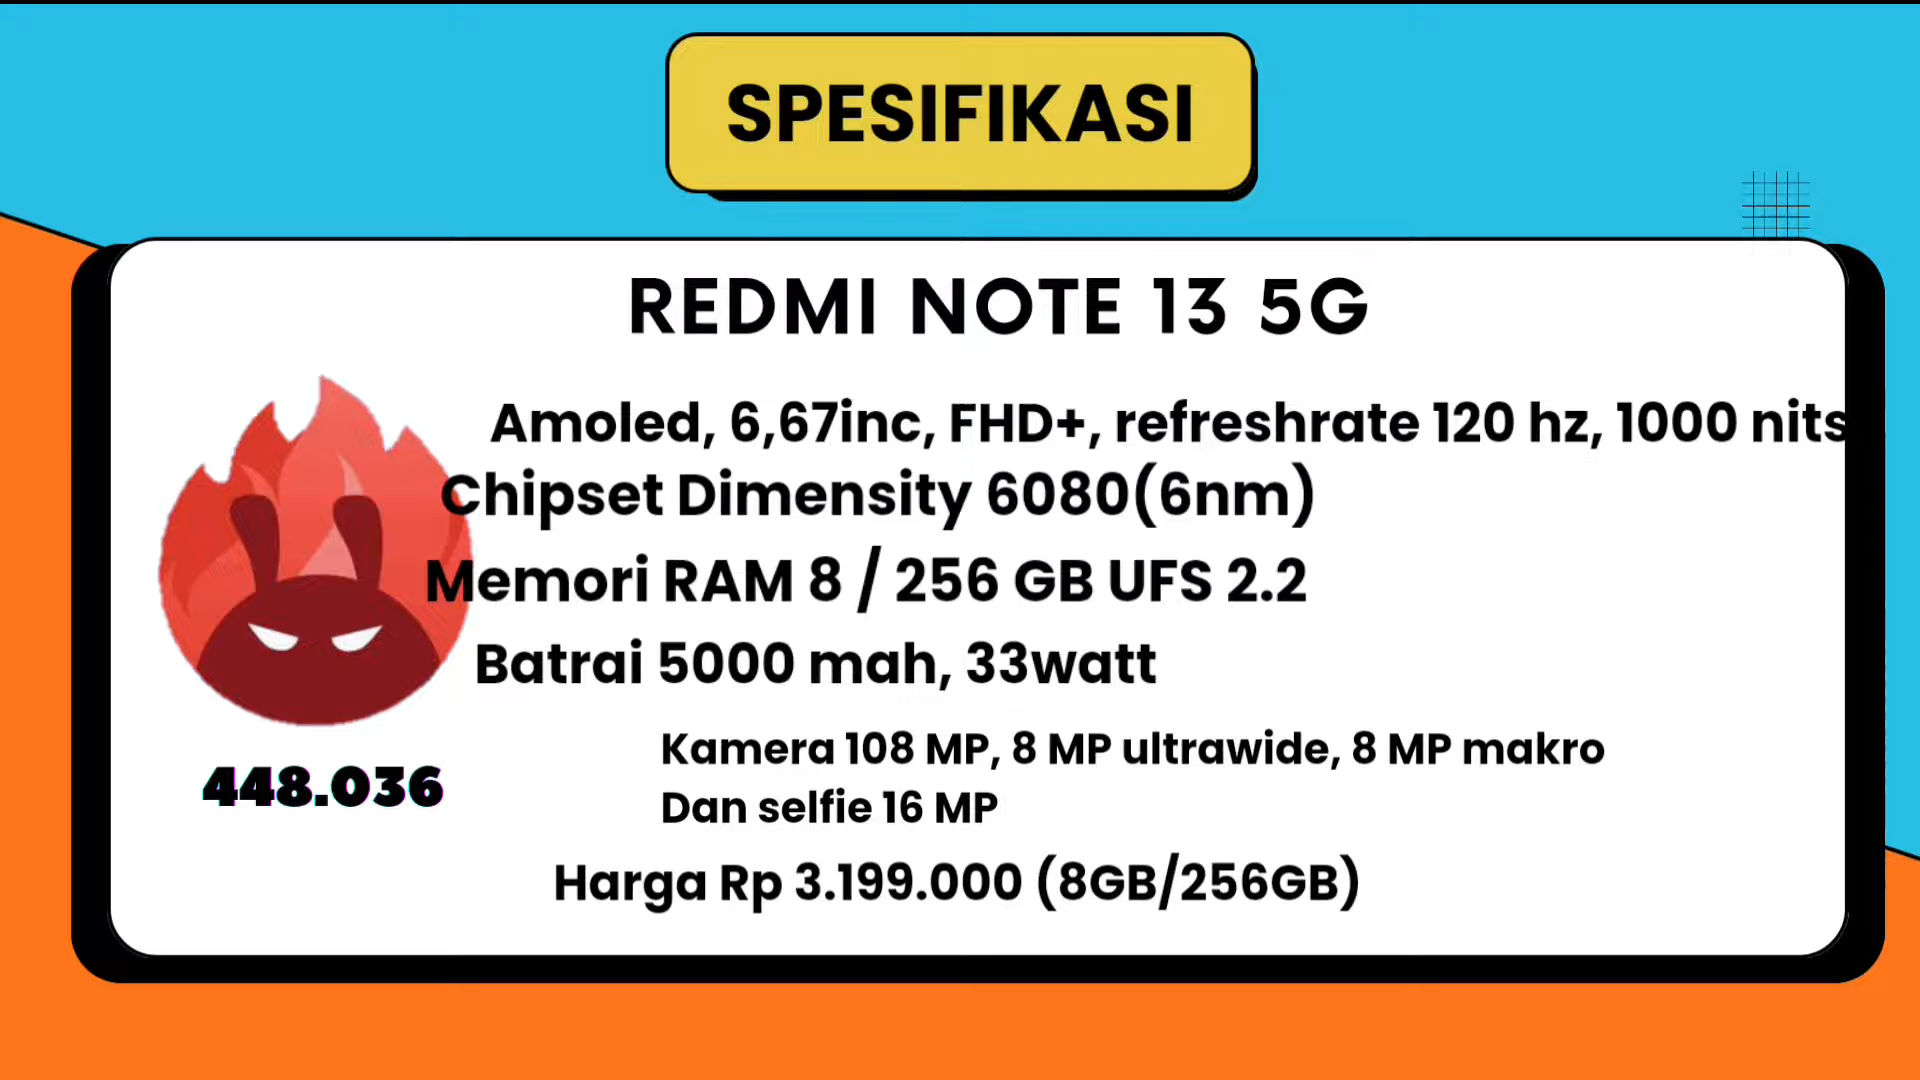 SPESIFIKASI
REDMI NOTE 13 5G
Amoled, 6,67inc, FHD+, refreshrate 120 hz, 1000 nits
Chipset Dimensity 6080(6nm)
Memori RAM 8 / 256 GB UFS 2.2
Batrai 5000 mah, 33watt
Kamera 108 MP, 8 MP ultrawide, 8 MP makro
Dan selfie 16 MP
448.036
Harga Rp 3.199.000 (8GB/256GB)